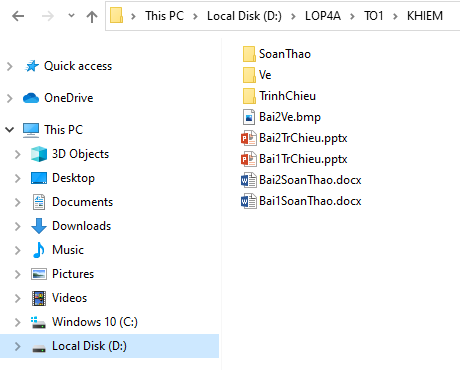 This PC > Local Disk (D:) > LOP4A > TO1 > KHIEM
Quick access
OneDrive
This PC
3D Objects
Desktop
Documents
Downloads
Music
Pictures
Videos
Windows 10 (C:)
Local Disk (D:)
SoanThao
Ve
TrinhChieu
Bai2Ve.bmp
Bai2TrChieu.pptx
Bai1TrChieu.pptx
Bai2SoanThao.docx
Bai1SoanThao.docx